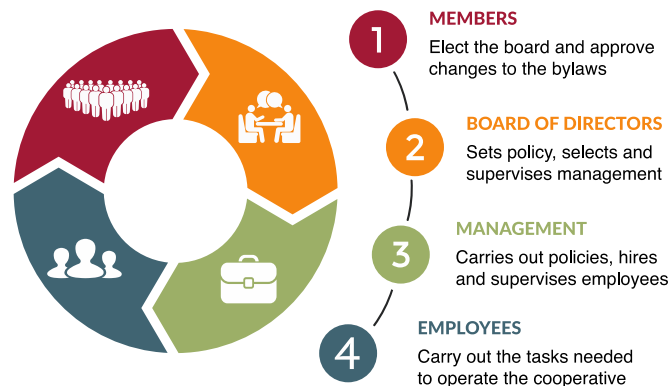 1
MEMBERS
Elect the board and approve
changes to the bylaws
2
BOARD OF DIRECTORS
Sets policy, selects and
supervises management
3
MANAGEMENT
Carries out policies, hires
and supervises employees
4
EMPLOYEES
Carry out the tasks needed
to operate the cooperative